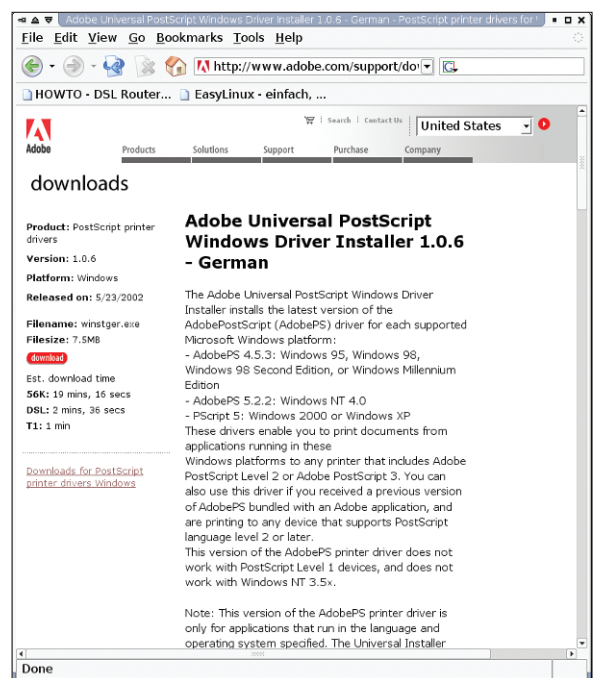 Adobe Universal PostScript Windows Driver Installer 1.0.6 - German - PostScript printer drivers for
File Edit View Go Bookmarks Tools Help
http://www.adobe.com/support/do
G
HOWTO - DSL Router... EasyLinux - einfach, ...
Search | Contact Us
United States
Adobe
Products Solutions Support Purchase Company
downloads
Product: PostScript printer
drivers
Version: 1.0.6
Platform: Windows
Released on: 5/23/2002
Filename: winstger.exe
Filesize: 7.5MB
download
Est. download time
56K: 19 mins, 16 secs
DSL: 2 mins, 36 secs
T1: 1 min
Downloads for PostScript
printer drivers Windows
Adobe Universal PostScript
Windows Driver Installer 1.0.6
- German
The Adobe Universal PostScript Windows Driver
Installer installs the latest version of the
AdobePostScript (AdobePS) driver for each supported
Microsoft Windows platform:
- AdobePS 4.5.3: Windows 95, Windows 98,
Windows 98 Second Edition, or Windows Millennium
Edition
- AdobePS 5.2.2: Windows NT 4.0
- PScript 5: Windows 2000 or Windows XP
These drivers enable you to print documents from
applications running in these
Windows platforms to any printer that includes Adobe
PostScript Level 2 or Adobe PostScript 3. You can
also use this driver if you received a previous version
of AdobePS bundled with an Adobe application, and
are printing to any device that supports PostScript
language level 2 or later.
This version of the AdobePS printer driver does not
work with PostScript Level 1 devices, and does not
work with Windows NT 3.5x.
Note: This version of the AdobePS printer driver is
only for applications that run in the language and
operating system specified. The Universal Installer
Done